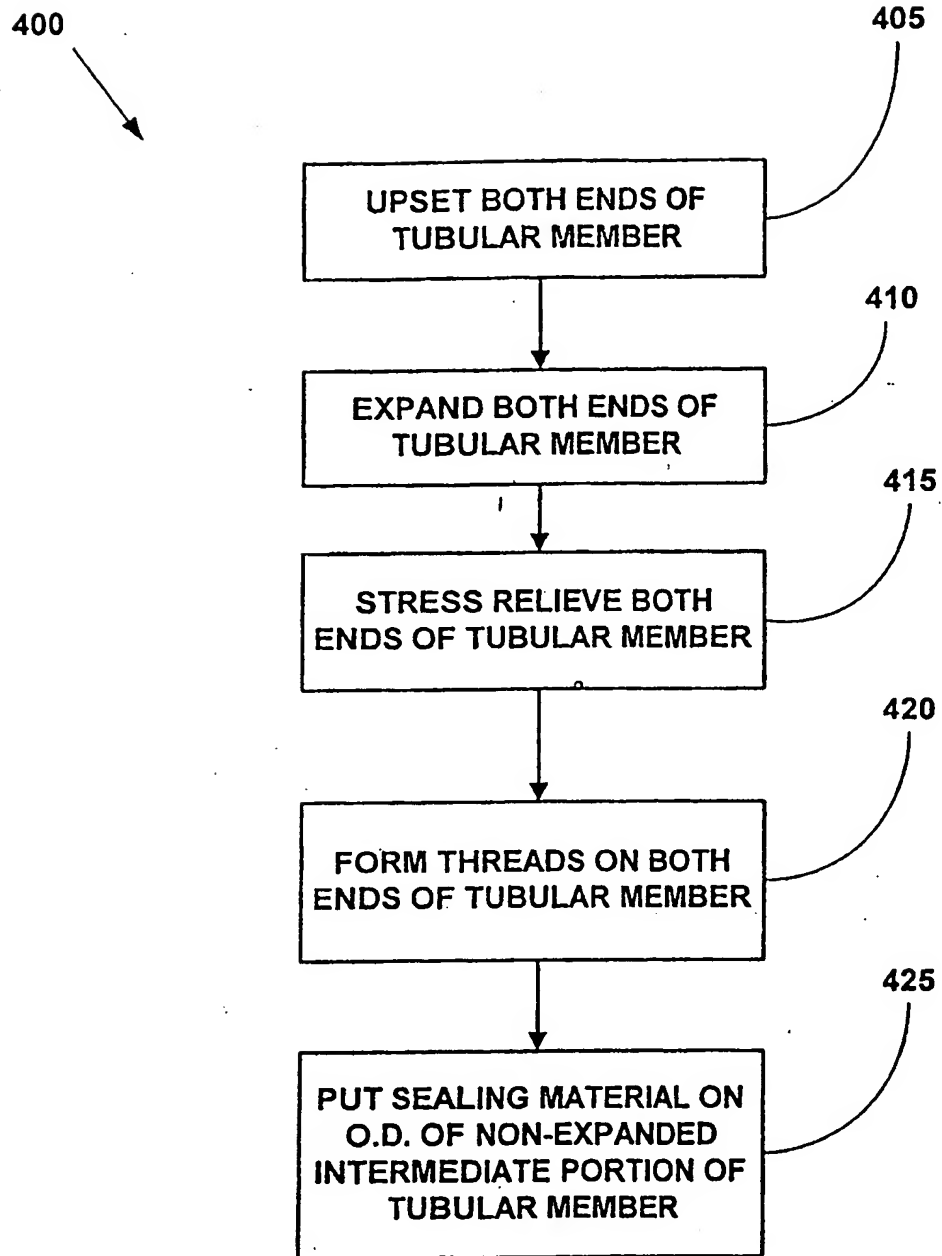 400
405
UPSET BOTH ENDS OF
TUBULAR MEMBER
410
EXPAND BOTH ENDS OF
TUBULAR MEMBER
415
STRESS RELIEVE BOTH
ENDS OF TUBULAR MEMBER
420
FORM THREADS ON BOTH
ENDS OF TUBULAR MEMBER
425
PUT SEALING MATERIAL ON
O.D. OF NON-EXPANDED
INTERMEDIATE PORTION OF
TUBULAR MEMBER